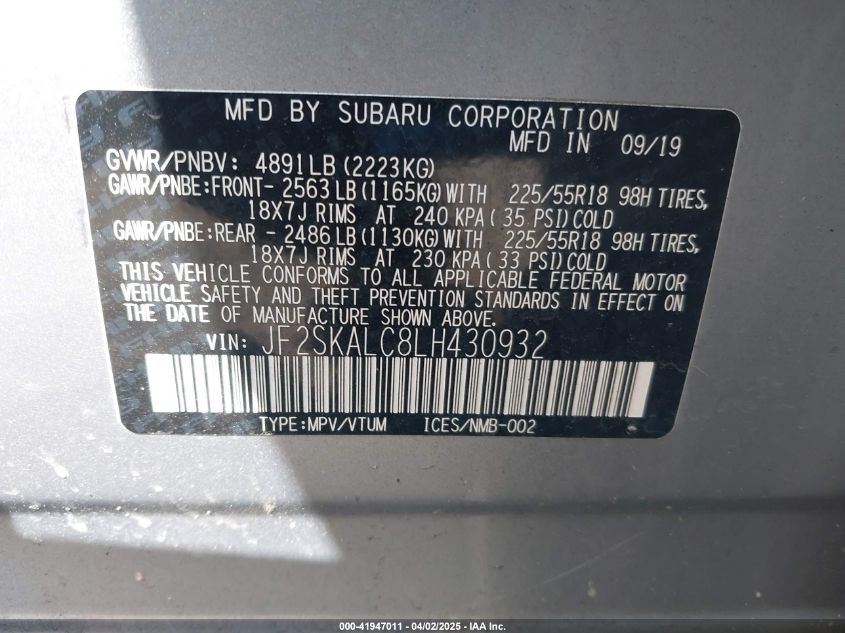 MFD BY SUBARU CORPORATION
MFD IN 09/19
GVWR/PNBV: 4891LB (2223KG)
GAWR/PNBE:FRONT- 2563LB (1165KG)WITH 225/55R18 98H TIRES,
18X7J RIMS AT 240 KPA( 35 PSI)COLD
GAWR/PNBE:REAR - 2486LB (1130KG)WITH 225/55R18 98H TIRES,
18X7J RIMS AT 230 KPA( 33 PSI)COLD
THIS VEHICLE CONFORMS TO ALL APPLICABLE FEDERAL MOTOR
VEHICLE SAFETY AND THEFT PREVENTION STANDARDS IN EFFECT ON
THE DATE OF MANUFACTURE SHOWN ABOVE.
VIN: JF2SKALC8LH430932
TYPE:MPV/VTUM ICES/NMB-002
000-41947011 - 04/02/2025 - IAA Inc.